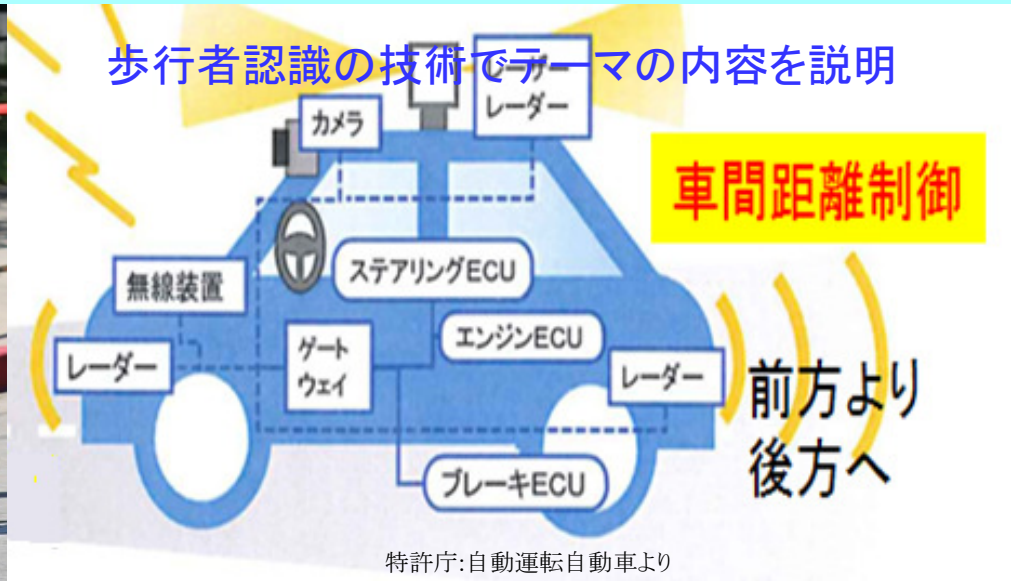 歩行者認識の技術でテーマの内容を説明
レーザー
レーダー
カメラ
車間距離制御
ステアリングECU
無線装置
エンジンECU
ゲート
ウェイ
レーダー
レーダー
前方より
後方へ
ブレーキECU
特許庁:自動運転自動車より